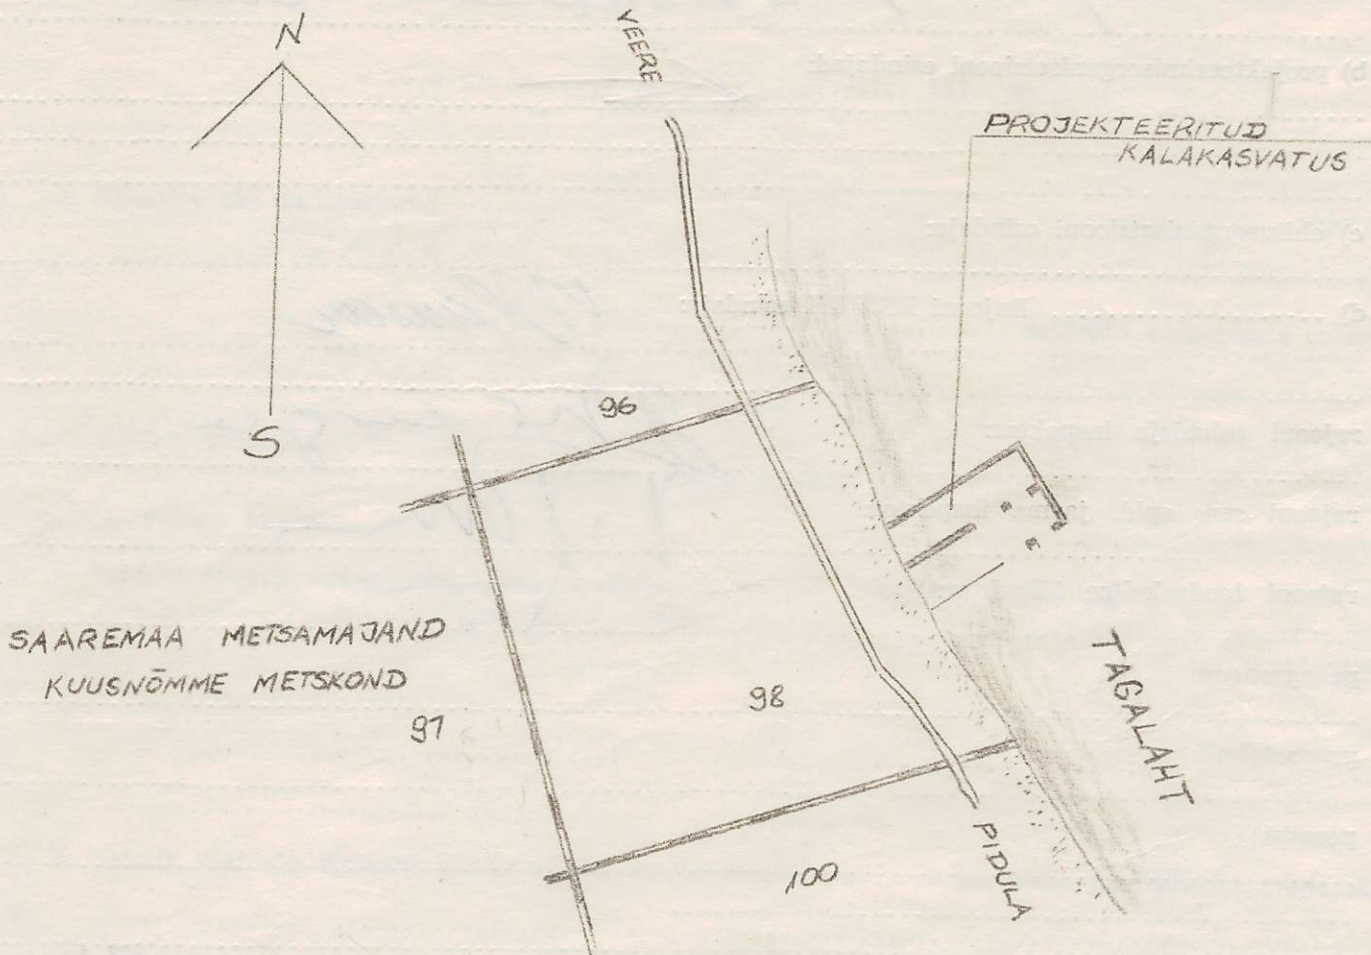 N
S
VEERE
PROJEKTEERITUD
KALAKASVATUS
96
SAAREMAA METSAMAJAND
KUUSNÕMME METSKOND
97
98
TAGALAHT
100
PIDULA